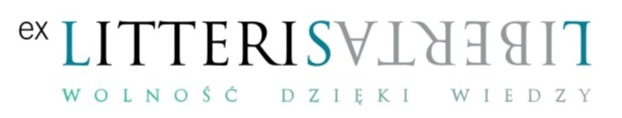 ex LITTERIS LIBERTAS
WOLNOŚĆ DZIĘKI WIEDZY